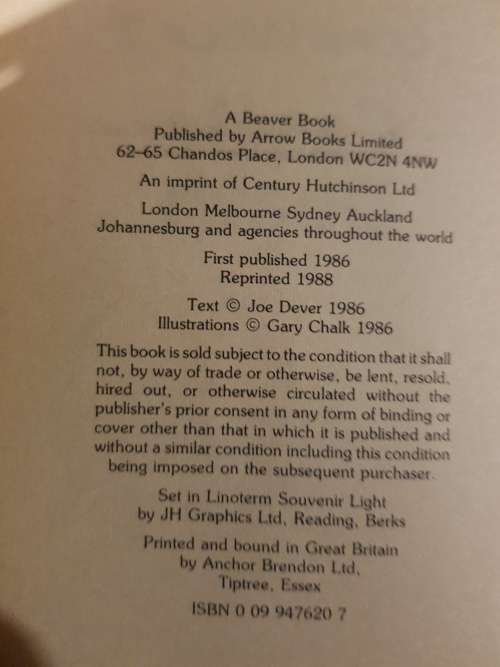 A Beaver Book
Published by Arrow Books Limited
62–65 Chandos Place, London WC2N 4NW
An imprint of Century Hutchinson Ltd
London Melbourne Sydney Auckland
Johannesburg and agencies throughout the world
First published 1986
Reprinted 1988
Text © Joe Dever 1986
Illustrations © Gary Chalk 1986
This book is sold subject to the condition that it shall
not, by way of trade or otherwise, be lent, resold,
hired out, or otherwise circulated without the
publisher's prior consent in any form of binding or
cover other than that in which it is published and
without a similar condition including this condition
being imposed on the subsequent purchaser.
Set in Linoterm Souvenir Light
by JH Graphics Ltd, Reading, Berks
Printed and bound in Great Britain
by Anchor Brendon Ltd,
Tiptree, Essex
ISBN 0 09 947620 7